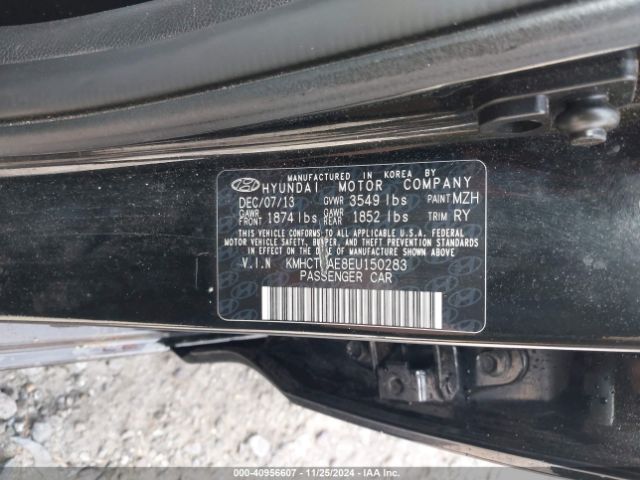 MANUFACTURED IN KOREA BY
HYUNDAI MOTOR COMPANY
DEC/07/13 GVWR 3549 lbs PAINT MZH
GAWR FRONT 1874 lbs GAWR REAR 1852 lbs TRIM RY
THIS VEHICLE CONFORMS TO ALL APPLICABLE U.S.A. FEDERAL
MOTOR VEHICLE SAFETY, BUMPER, AND THEFT PREVENTION STANDARDS
IN EFFECT ON THE DATE OF MANUFACTURE SHOWN ABOVE
V.I.N
PASSENGER CAR
000-40956607 - 11/25/2024 - IAA Inc.